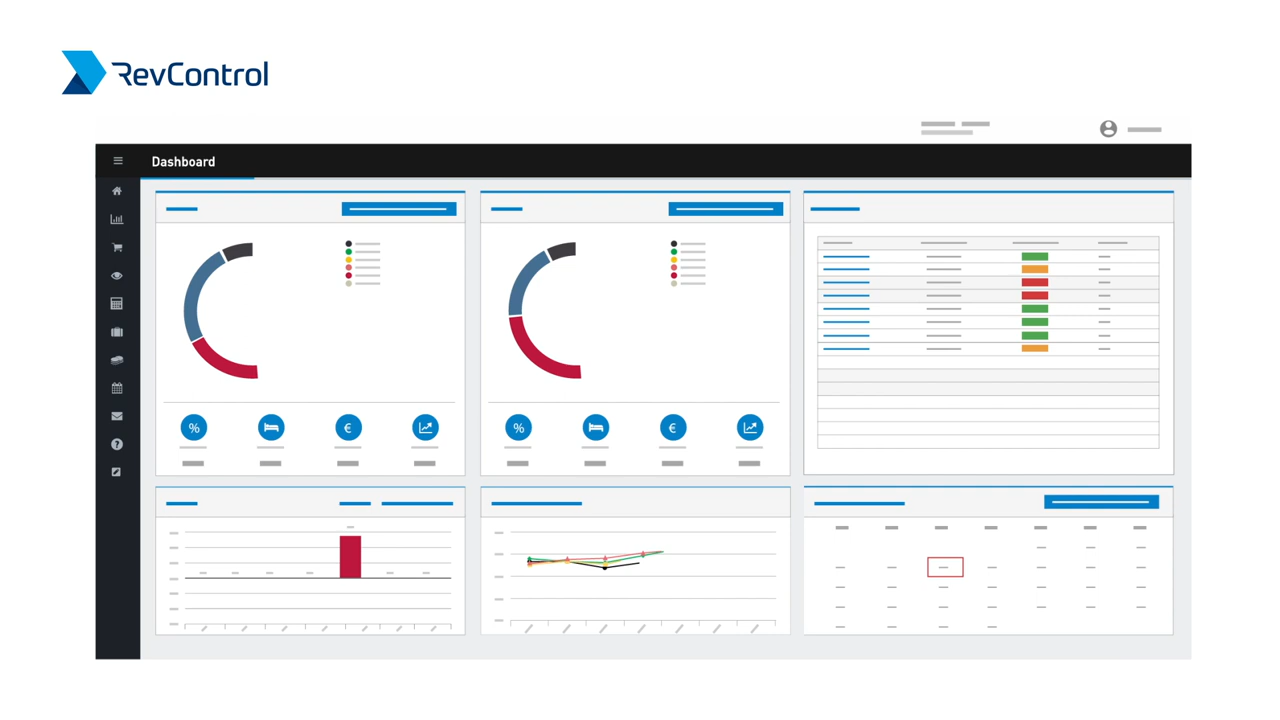 RevControl
Dashboard
%
€
%
€
?